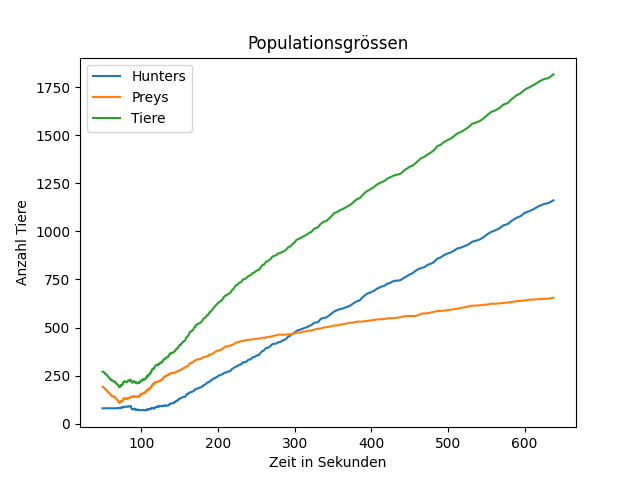 Populationsgrössen
Hunters
Preys
Tiere
Anzahl Tiere
1750
1500
1250
1000
750
500
250
0
100
200
300
400
500
600
Zeit in Sekunden